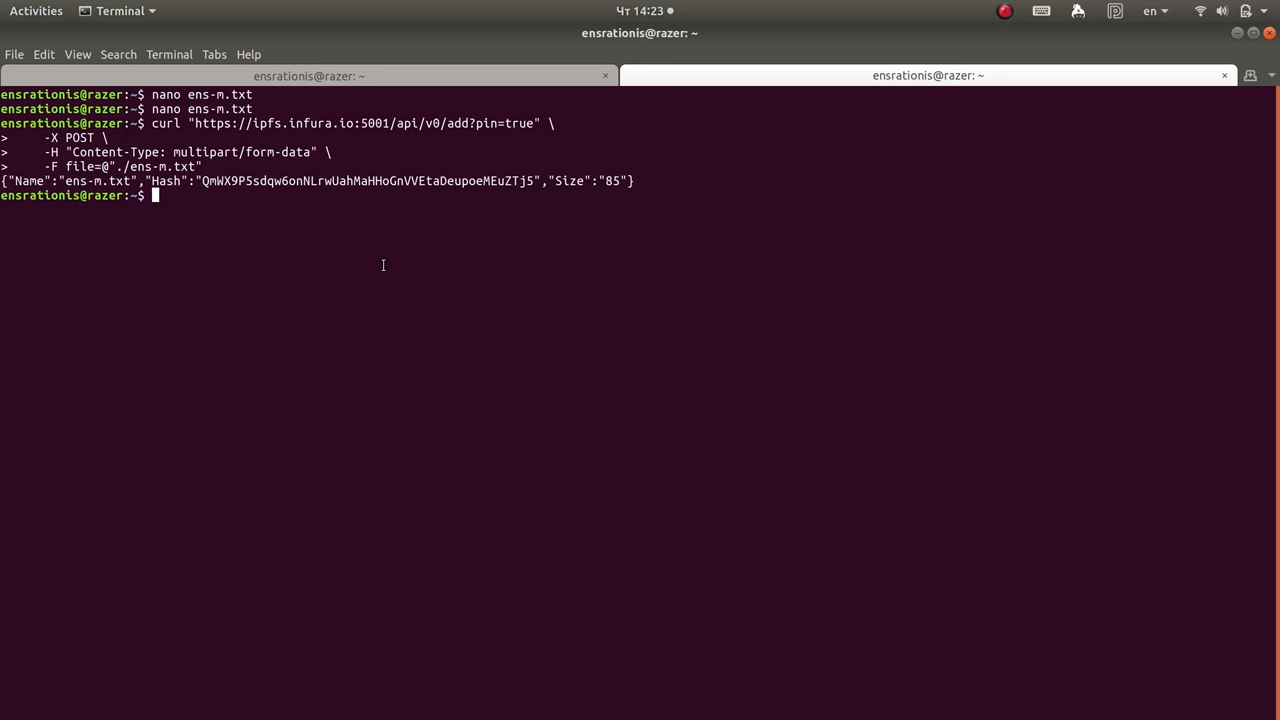 Activities Terminal Чт 14:23 en
ensrationis@razer: ~
File Edit View Search Terminal Tabs Help
ensrationis@razer: ~ × ensrationis@razer: ~ ×
ensrationis@razer:~$ nano ens-m.txt
ensrationis@razer:~$ nano ens-m.txt
ensrationis@razer:~$ curl "https://ipfs.infura.io:5001/api/v0/add?pin=true" \
> -X POST \
> -H "Content-Type: multipart/form-data" \
> -F file=@"./ens-m.txt"
{"Name":"ens-m.txt","Hash":"QmWX9P5sdqw6onNLrwUahMaHHoGnVVEtaDeupoeMEuZTj5","Size":"85"}
ensrationis@razer:~$